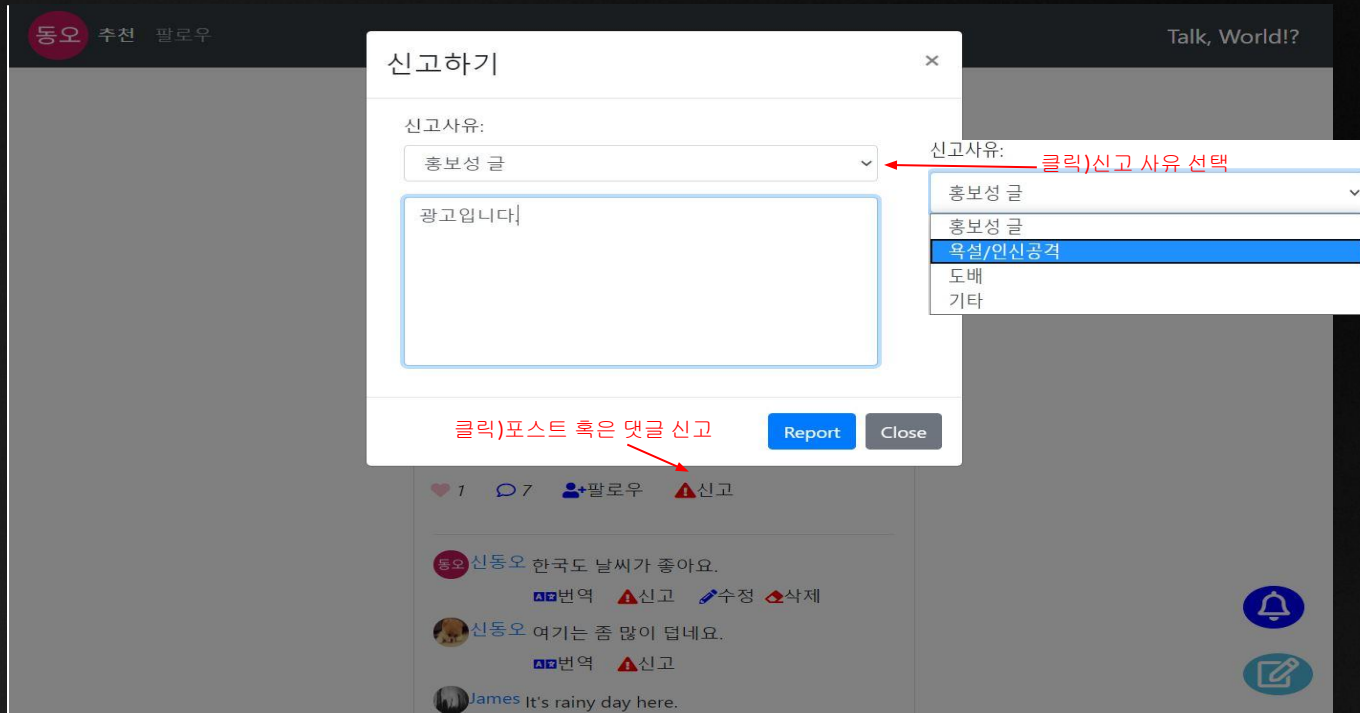 동오 추천 팔로우 Talk, World!?
신고하기 ×
신고사유:
홍보성 글
광고입니다.
Report Close
신고사유:
클릭)신고 사유 선택
홍보성 글
홍보성 글
욕설/인신공격
도배
기타
클릭)포스트 혹은 댓글 신고
1 7 팔로우 신고
동오 신동오 한국도 날씨가 좋아요.
번역 신고 수정 삭제
신동오 여기는 좀 많이 덥네요.
번역 신고
James It's rainy day here.